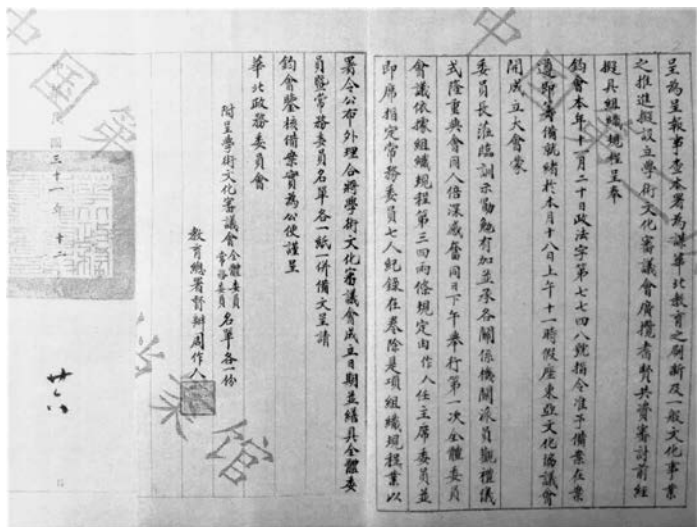 呈為呈報事查本署為謀華北教育之刷新及一般文化事業
之推進擬設立學術文化審議會廣攬耆賢共資審討前經
擬具組織規程呈奉
鈞會本年十一月二十日政法字第七七四八號指令准予備案在案
遵即籌備就緒於本月十八日上午十一時假座東亞文化協議會
開成立大會蒙
委員長蒞臨訓示勖勉有加並承各關係機關派員觀禮儀
式隆重與會同人倍深感奮同日下午舉行第一次全體委員
會議依據組織規程第三四兩條規定由作人任主席委員並
即席指定常務委員七人紀錄在卷除是項組織規程業以
署令公布外理合將學術文化審議會成立日期並繕具全體委
員暨常務委員名單各一紙一併備文呈請
鈞會鑒核備案實為公便謹呈
華北政務委員會
附呈學術文化審議會全體委員常務委員名單各一份
教育總署督辦周作人
中華民國三十一年十二
廿六
中国第
档案馆